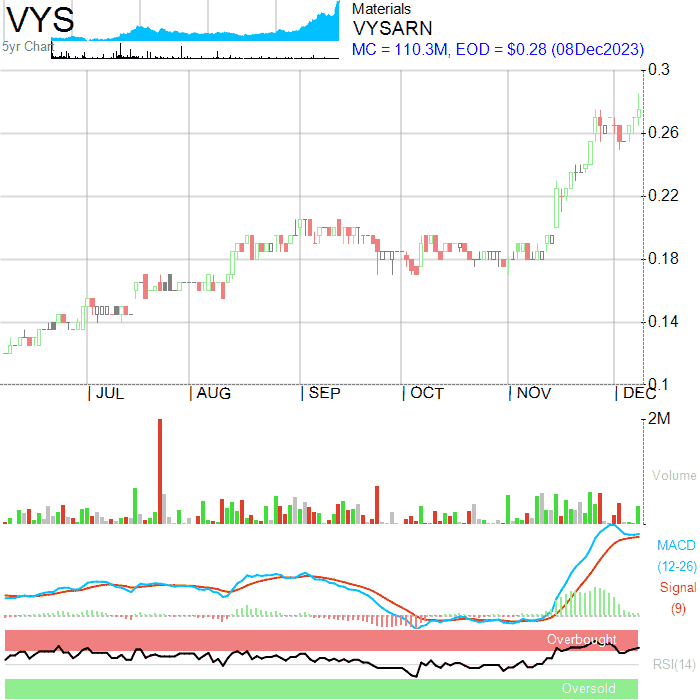 VYS
5yr Chart
Materials
VYSARN
MC = 110.3M, EOD = $0.28 (08Dec2023)
0.3
0.26
0.22
0.18
0.14
0.1
JUL AUG SEP OCT NOV DEC
2M
Volume
MACD
(12-26)
Signal
(9)
Overbought
RSI(14)
Oversold